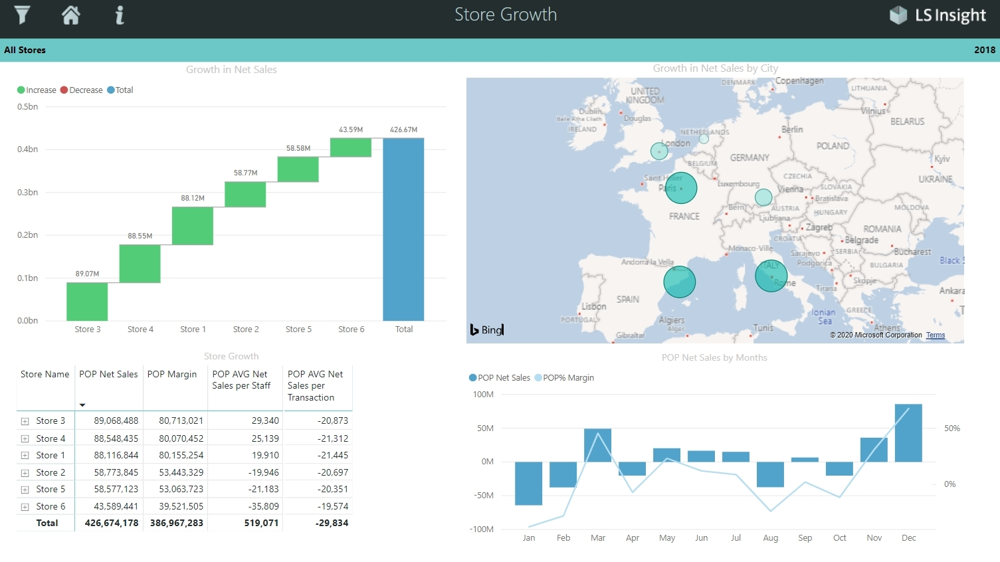 Store Growth
LS Insight
All Stores
2018
Growth in Net Sales
Increase Decrease Total
0.5bn
0.4bn
0.3bn
0.2bn
0.1bn
0.0bn
89.07M
88.55M
88.12M
58.77M
58.58M
43.59M
426.67M
Store 3 Store 4 Store 1 Store 2 Store 5 Store 6 Total
Growth in Net Sales by City
DENMARK
Copenhagen
LITHUANIA
UNITED
KINGDOM
Dublin
Baile Átha Cliath
IRELAND
Douglas
Vilnius
BELARUS
NETHERLANDS
Berlin
London
POLAND
BELGIUM
GERMANY
Kyiv
UKRAINE
Saint Helier
Paris
Luxembourg
CZECHIA
SLOVAKIA
Vienna
Bratislava
FRANCE
Bern
AUSTRIA
HUNGARY
MOLDOVA
Ljubljana
Zagreb
ROMANIA
CROATIA
Belgrade
Monaco-Ville
Sarajevo
SERBIA
Bucharest
Andorra la Vella
ITALY
Podgorica
BULGARIA
Black S
Rome
Tirana
Skopje
Ankara
SPAIN
Lisbon
PORTUGAL
Ionian
Sea
GREECE
Algiers
Alger
Tunis
Athens
Gibraltar
Bing
© 2020 Microsoft Corporation Terms
Store Growth
Store Name
POP Net Sales
POP Margin
POP AVG Net
Sales per Staff
POP AVG Net
Sales per
Transaction
Store 3 89,068,488 80,713,021 29,340 -20,873
Store 4 88,548,435 80,070,452 25,139 -21,312
Store 1 88,116,844 80,155,254 19,910 -21,445
Store 2 58,773,845 53,443,329 -19,946 -20,697
Store 5 58,577,123 53,063,723 -21,183 -20,351
Store 6 43,589,441 39,521,505 -35,809 -19,574
Total 426,674,178 386,967,283 519,071 -29,834
POP Net Sales by Months
POP Net Sales POP% Margin
100M
50M
0M
-50M
-100M
50%
0%
Jan Feb Mar Apr May Jun Jul Aug Sep Oct Nov Dec